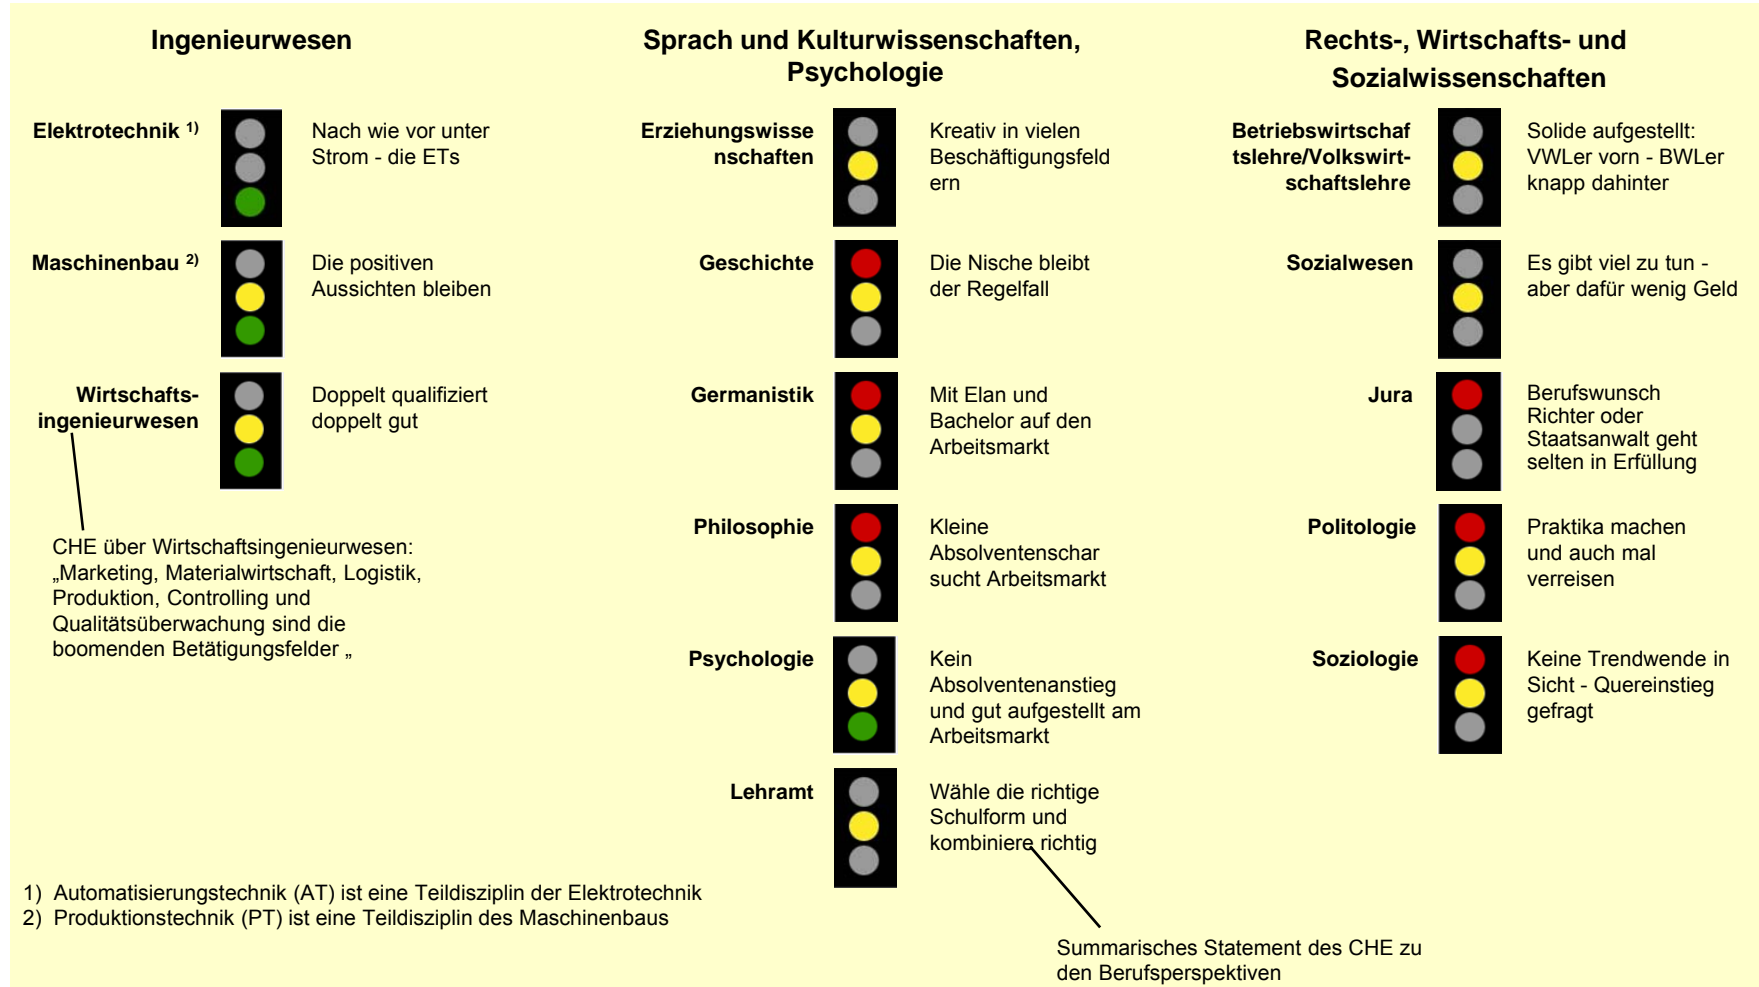 Ingenieurwesen
Elektrotechnik 1)
Nach wie vor unter
Strom - die ETs
Maschinenbau 2)
Die positiven
Aussichten bleiben
Wirtschafts-
ingenieurwesen
Doppelt qualifiziert
doppelt gut
CHE über Wirtschaftsingenieurwesen:
„Marketing, Materialwirtschaft, Logistik,
Produktion, Controlling und
Qualitätsüberwachung sind die
boomenden Betätigungsfelder „
Sprach und Kulturwissenschaften,
Psychologie
Erziehungswisse
nschaften
Kreativ in vielen
Beschäftigungsfeld
ern
Geschichte
Die Nische bleibt
der Regelfall
Germanistik
Mit Elan und
Bachelor auf den
Arbeitsmarkt
Philosophie
Kleine
Absolventenschar
sucht Arbeitsmarkt
Psychologie
Kein
Absolventenanstieg
und gut aufgestellt am
Arbeitsmarkt
Lehramt
Wähle die richtige
Schulform und
kombiniere richtig
Rechts-, Wirtschafts- und
Sozialwissenschaften
Betriebswirtschaf
tslehre/Volkswirt-
schaftslehre
Solide aufgestellt:
VWLer vorn - BWLer
knapp dahinter
Sozialwesen
Es gibt viel zu tun -
aber dafür wenig Geld
Jura
Berufswunsch
Richter oder
Staatsanwalt geht
selten in Erfüllung
Politologie
Praktika machen
und auch mal
verreisen
Soziologie
Keine Trendwende in
Sicht - Quereinstieg
gefragt
1) Automatisierungstechnik (AT) ist eine Teildisziplin der Elektrotechnik
2) Produktionstechnik (PT) ist eine Teildisziplin des Maschinenbaus
Summarisches Statement des CHE zu
den Berufsperspektiven